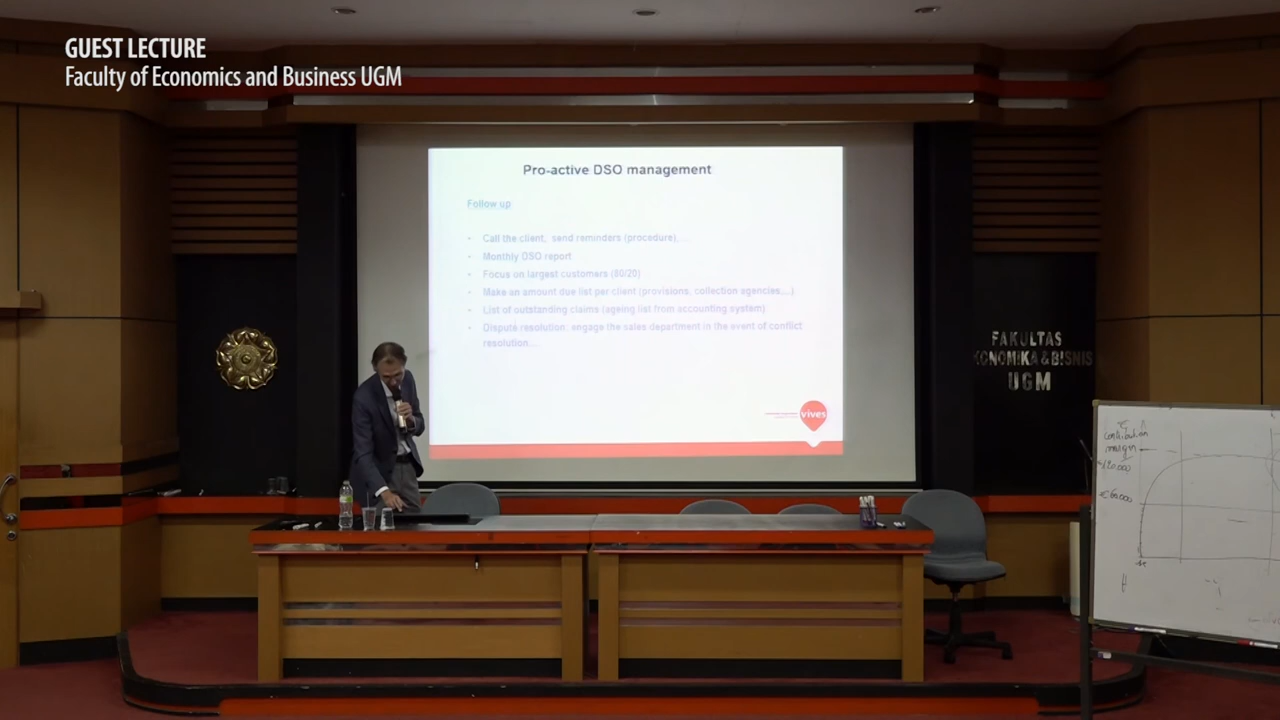 GUEST LECTURE
Faculty of Economics and Business UGM
Pro-active DSO management
Follow up
• Call the client, send reminders (procedure),...
• Monthly DSO report
• Focus on largest customers (80/20)
• Make an amount due list per client (provisions, collection agencies,...)
• List of outstanding claims (ageing list from accounting system)
• Dispute resolution: engage the sales department in the event of conflict
resolution...
vives
FAKULTAS
EKONOMIKA & BISNIS
UGM
contribution
margin